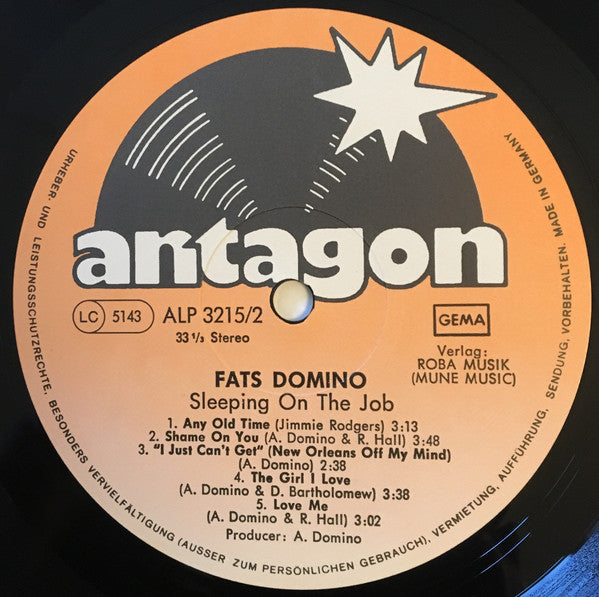 antagon
LC 5143
ALP 3215/2
33 1/3 Stereo
GEMA
Verlag:
ROBA MUSIK
(MUNE MUSIC)
FATS DOMINO
Sleeping On The Job
1. Any Old Time (Jimmie Rodgers) 3:13
2. Shame On You (A. Domino & R. Hall) 3:48
3. "I Just Can't Get" (New Orleans Off My Mind)
(A. Domino) 2:38
4. The Girl I Love
(A. Domino & D. Bartholomew) 3:38
5. Love Me
(A. Domino & R. Hall) 3:02
Producer: A. Domino
URHEBER- UND LEISTUNGSSCHUTZRECHTE, BESONDERS VERVIELFÄLTIGUNG (AUSSER ZUM PERSÖNLICHEN GEBRAUCH), VERMIETUNG, AUFFÜHRUNG, SENDUNG, VORBEHALTEN. MADE IN GERMANY